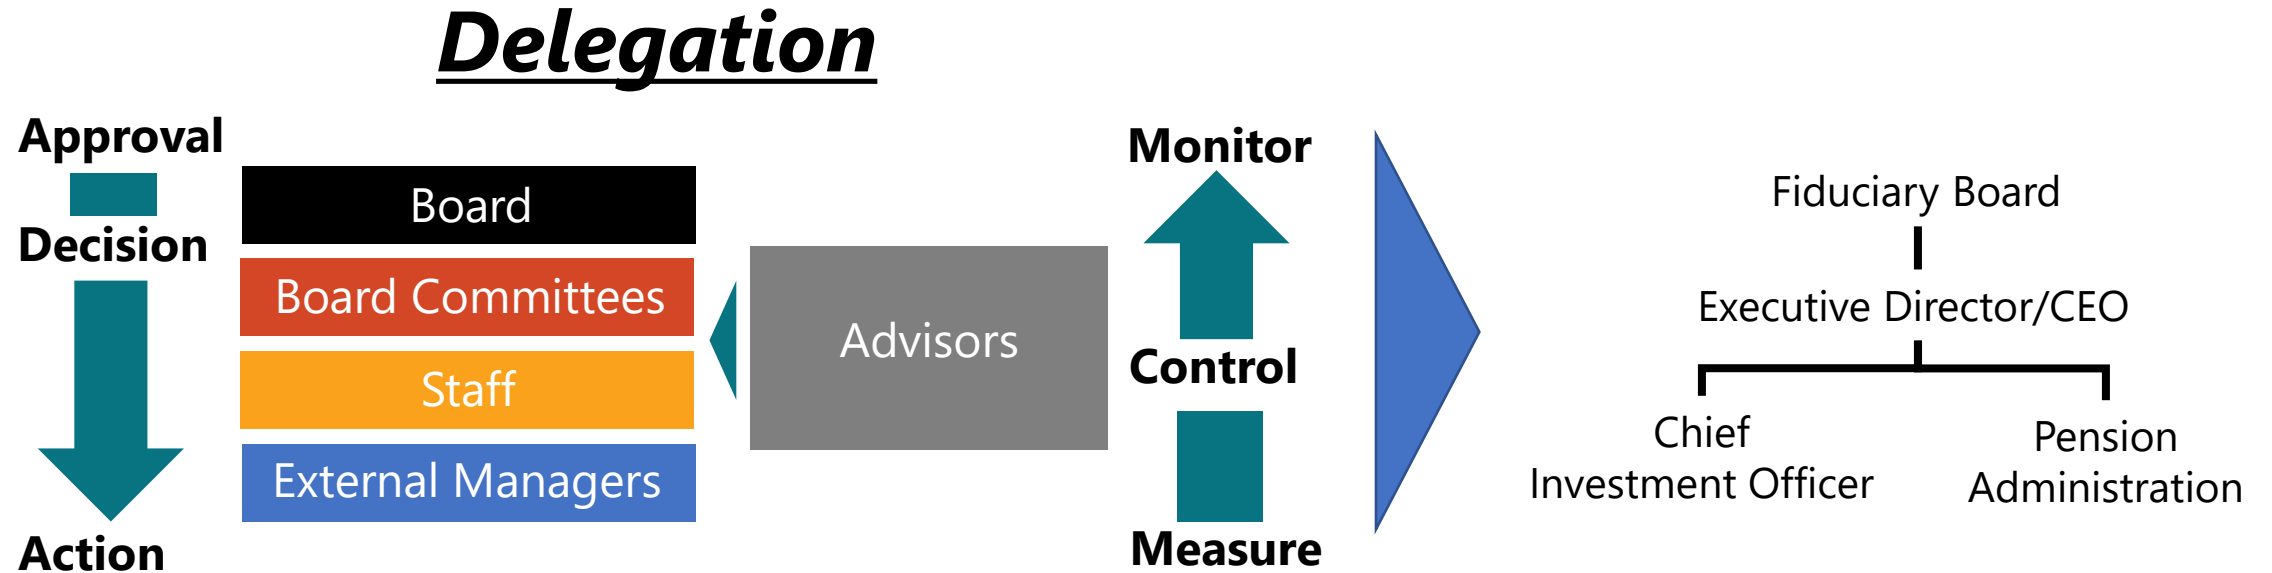 Delegation
Approval
Decision
Action
Board
Board Committees
Staff
External Managers
Advisors
Monitor
Control
Measure
Fiduciary Board
Executive Director/CEO
Chief
Investment Officer
Pension
Administration